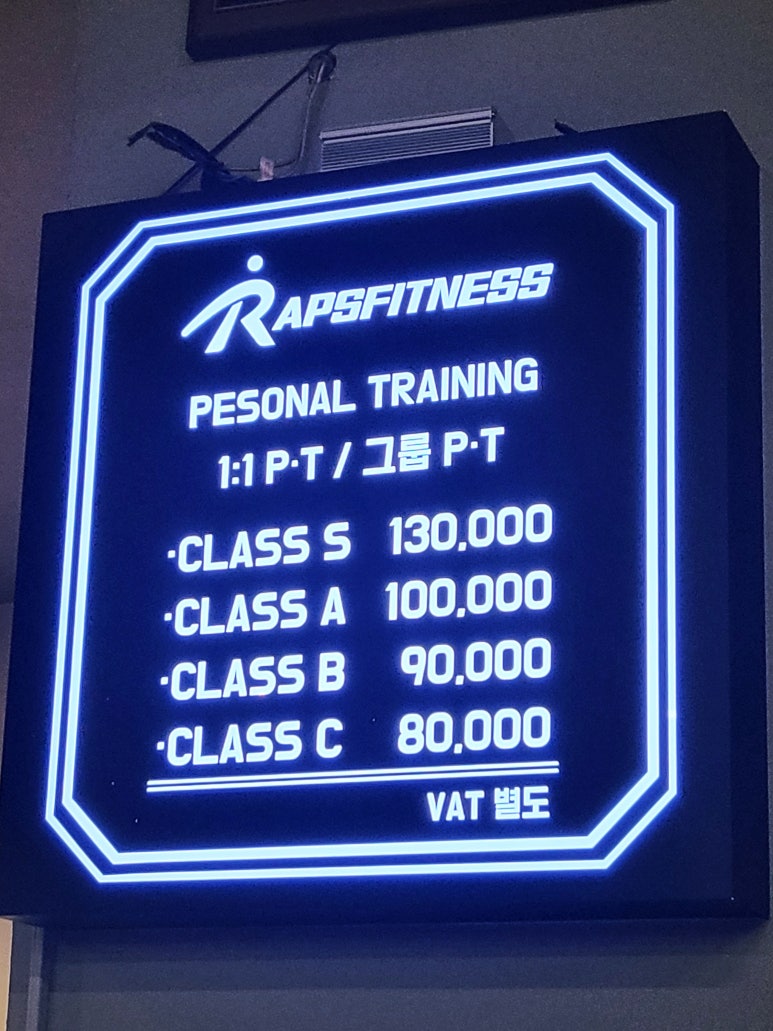 RAPSFITNESS
PESONAL TRAINING
1:1 P·T / 그룹 P·T
·CLASS S 130,000
·CLASS A 100,000
·CLASS B 90,000
·CLASS C 80,000
VAT 별도